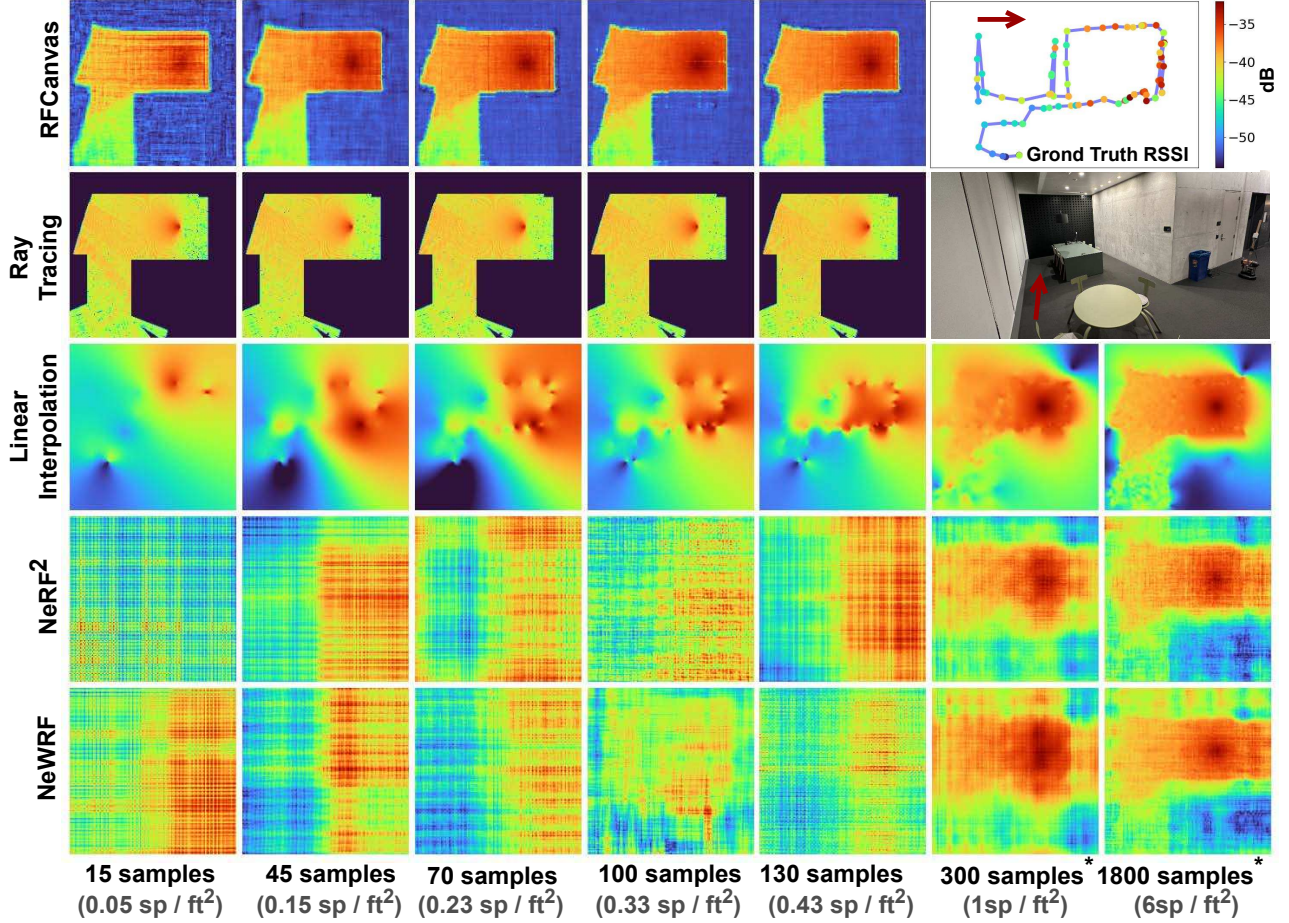 RFCanvas
Grond Truth RSSI
−35
−40
−45
−50
dB
Ray
Tracing
Linear
Interpolation
NeRF²
NeWRF
15 samples
(0.05 sp / ft²)
45 samples
(0.15 sp / ft²)
70 samples
(0.23 sp / ft²)
100 samples
(0.33 sp / ft²)
130 samples
(0.43 sp / ft²)
300 samples*
(1sp / ft²)
1800 samples*
(6sp / ft²)